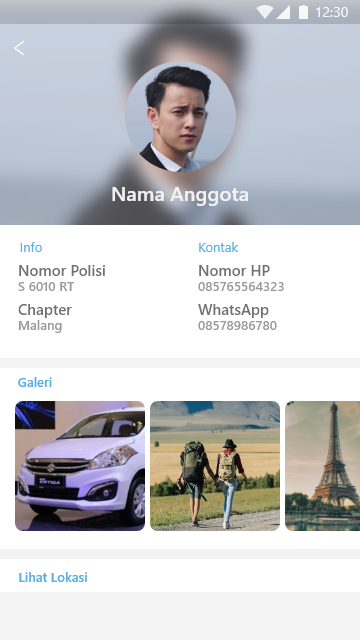 12:30
Nama Anggota
Info
Kontak
Nomor Polisi
S 6010 RT
Nomor HP
085765564323
Chapter
Malang
WhatsApp
08578986780
Galeri
ERTIGA
Lihat Lokasi